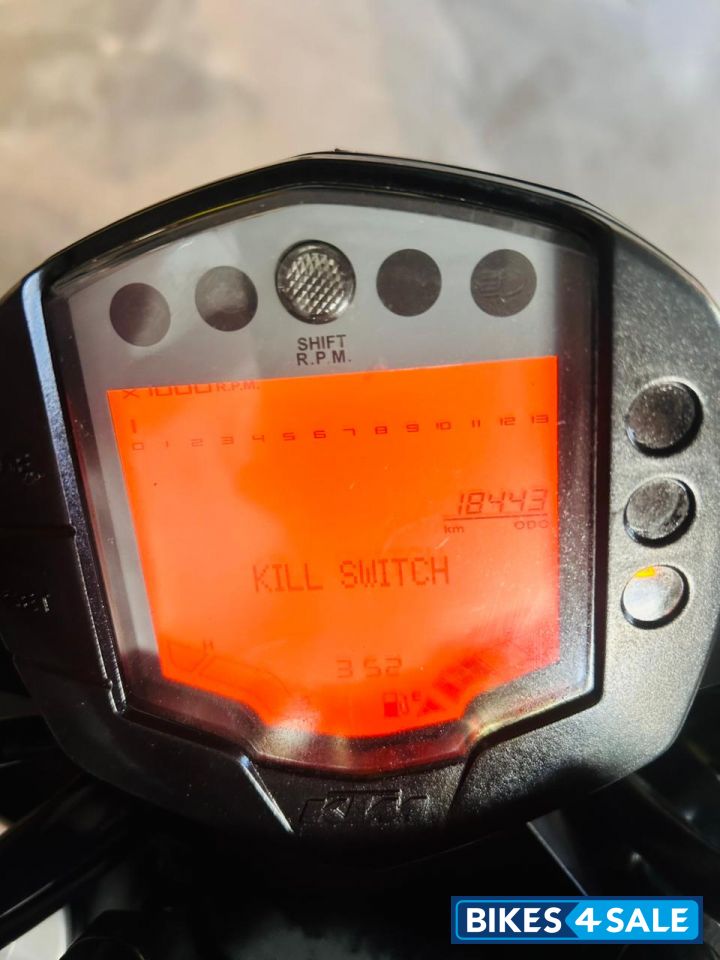 SHIFT
R.P.M.
X1000 R.P.M.
0 1 2 3 4 5 6 7 8 9 10 11 12 13
18443
km ODO
KILL SWITCH
H
3:52
KTM
BIKES4SALE